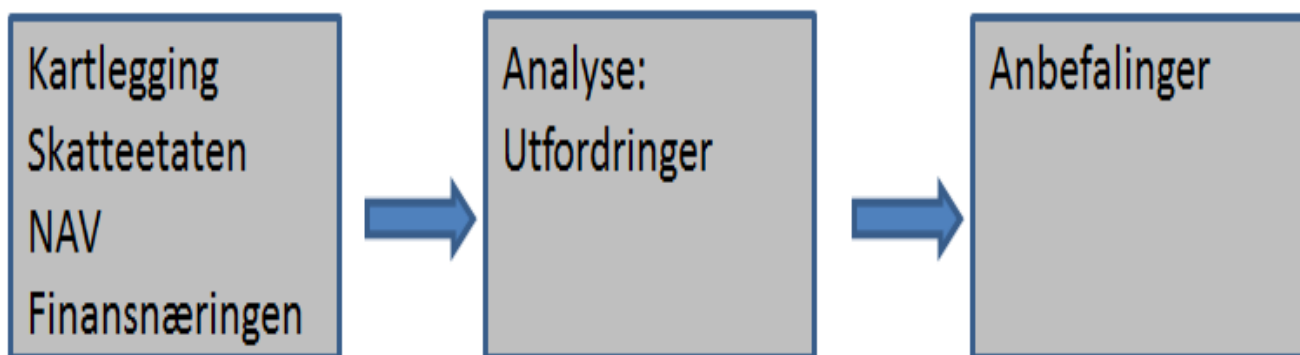 Kartlegging
Skatteetaten
NAV
Finansnæringen
Analyse:
Utfordringer
Anbefalinger